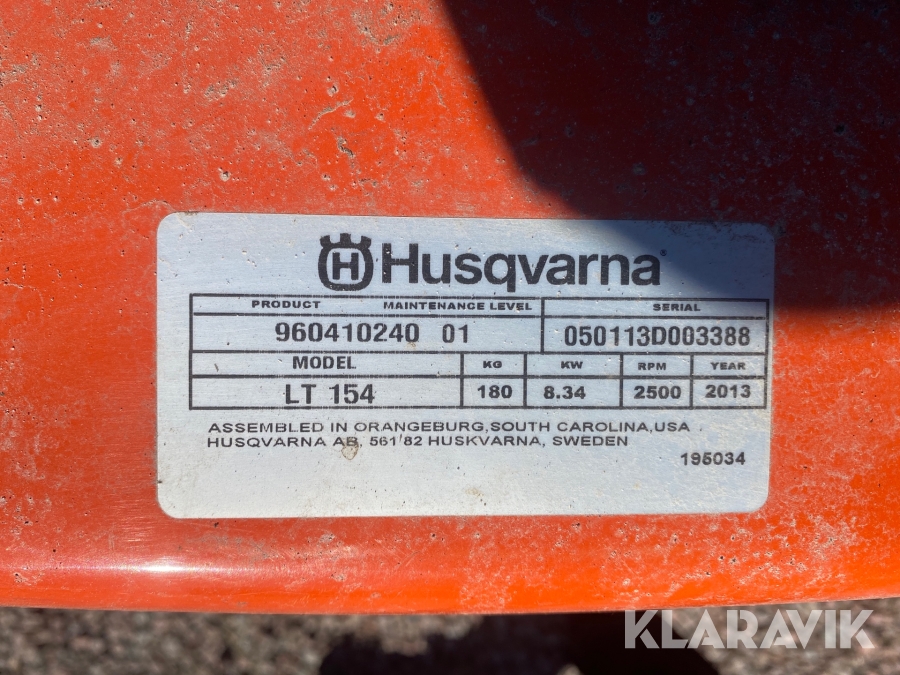 Husqvarna
PRODUCT MAINTENANCE LEVEL SERIAL
960410240 01 050113D003388
MODEL KG KW RPM YEAR
LT 154 180 8.34 2500 2013
ASSEMBLED IN ORANGEBURG,SOUTH CAROLINA,USA
HUSQVARNA AB, 561 82 HUSKVARNA, SWEDEN
195034
KLARAVIK